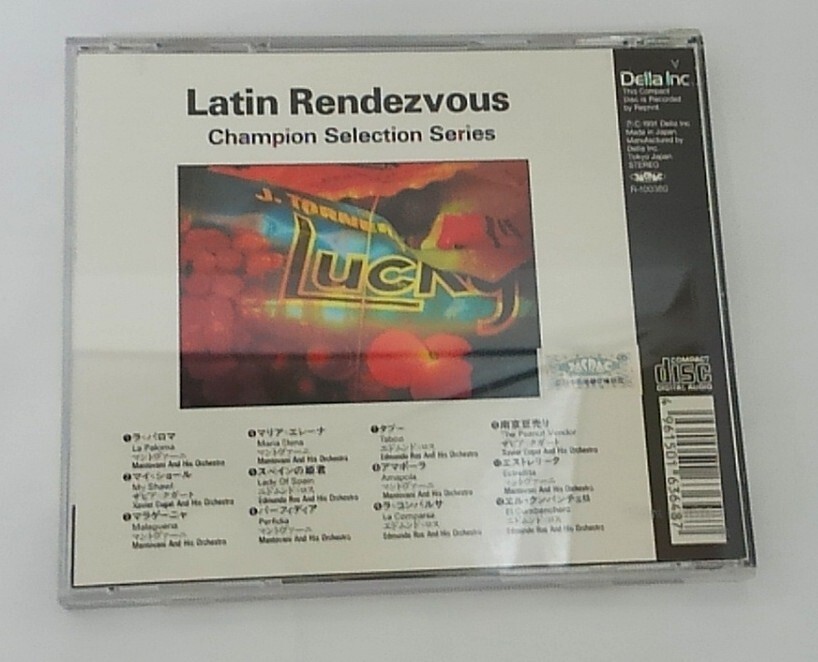 Latin Rendezvous
Champion Selection Series
J. TORRE
Lucky
Della Inc
This Compact
Disc is Recorded
by Reprint.
Ⓟ©1991 Della Inc
Made in Japan
Manufactured by
Della Inc.
Tokyo Japan
STEREO
R-100360
JASRAC
COMPACT
disc
DIGITAL AUDIO
4 961501 636487
❶ラ・パロマ
La Paloma
マントヴァーニ
Mantovani And His Orchestra
❷マイ・ショール
My Shawl
ザビア・クガート
Xavier Cugat And His Orchestra
❸マラゲーニャ
Malaguena
マントヴァーニ
Mantovani And His Orchestra
❹マリア・エレーナ
Maria Elena
マントヴァーニ
Mantovani And His Orchestra
❺スペインの姫君
Lady Of Spain
エドムンド・ロス
Edmundo Ros And His Orchestra
❻パーフィディア
Perfidia
マントヴァーニ
Mantovani And His Orchestra
❼タブー
Taboo
エドムンド・ロス
Edmundo Ros And His Orchestra
❽アマポーラ
Amapola
マントヴァーニ
Mantovani And His Orchestra
❾ラ・コンパルサ
La Comparsa
エドムンド・ロス
Edmundo Ros And His Orchestra
❿南京豆売り
The Peanut Vendor
ザビア・クガート
Xavier Cugat And His Orchestra
⓫エストレリータ
Estrellita
マントヴァーニ
Mantovani And His Orchestra
⓬エル・クンバンチェロ
El Cumbanchero
エドムンド・ロス
Edmundo Ros And His Orchestra